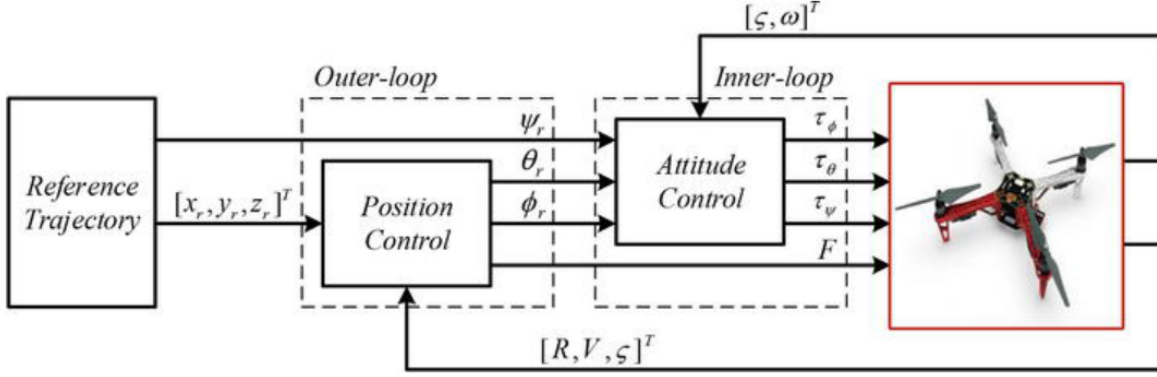 [ς, ω]^T
Outer-loop
Inner-loop
ψ_r
τ_ϕ
Reference
Trajectory
[x_r, y_r, z_r]^T
Position
Control
θ_r
ϕ_r
Attitude
Control
τ_θ
τ_ψ
F
[R, V, ς]^T